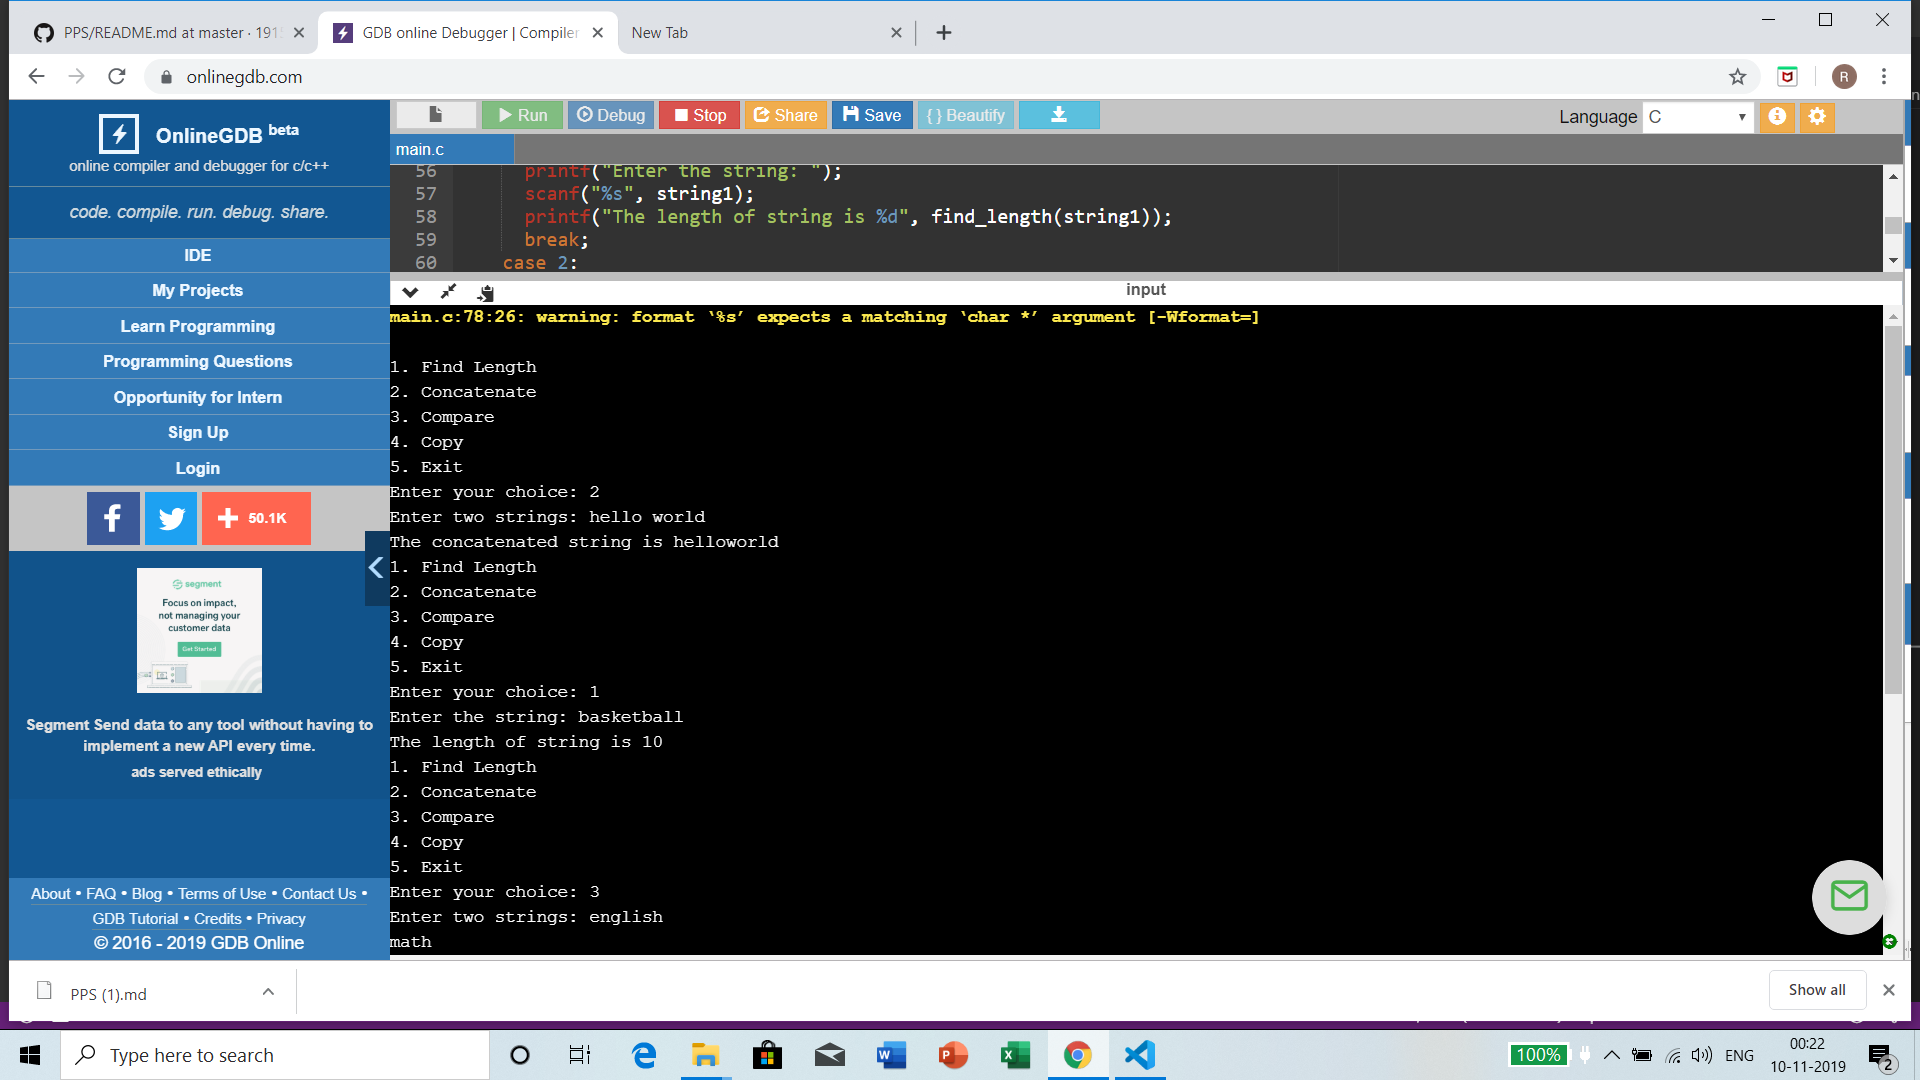 PPS/README.md at master · 191
GDB online Debugger | Compiler
New Tab
onlinegdb.com
R
OnlineGDB beta
online compiler and debugger for c/c++
code. compile. run. debug. share.
IDE
My Projects
Learn Programming
Programming Questions
Opportunity for Intern
Sign Up
Login
50.1K
segment
Focus on impact,
not managing your
customer data
Get Started
Segment Send data to any tool without having to
implement a new API every time.
ads served ethically
About • FAQ • Blog • Terms of Use • Contact Us •
GDB Tutorial • Credits • Privacy
© 2016 - 2019 GDB Online
Run Debug Stop Share Save { } Beautify
Language C
main.c
56 printf("Enter the string: ");
57 scanf("%s", string1);
58 printf("The length of string is %d", find_length(string1));
59 break;
60 case 2:
input
main.c:78:26: warning: format ‘%s’ expects a matching ‘char *’ argument [-Wformat=]
1. Find Length
2. Concatenate
3. Compare
4. Copy
5. Exit
Enter your choice: 2
Enter two strings: hello world
The concatenated string is helloworld
1. Find Length
2. Concatenate
3. Compare
4. Copy
5. Exit
Enter your choice: 1
Enter the string: basketball
The length of string is 10
1. Find Length
2. Concatenate
3. Compare
4. Copy
5. Exit
Enter your choice: 3
Enter two strings: english
math
PPS (1).md
Show all
Type here to search
100%
ENG
00:22
10-11-2019
2